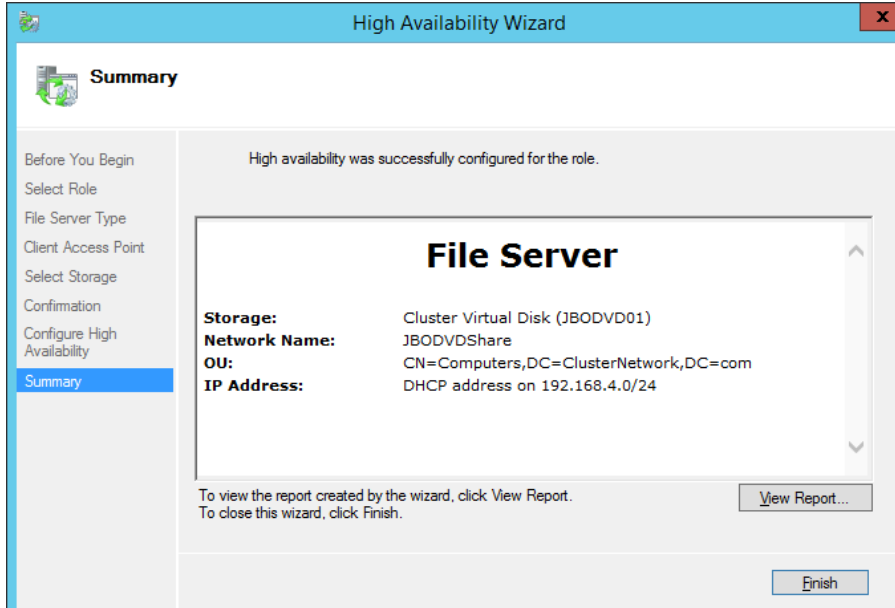 High Availability Wizard
x
Summary
Before You Begin
Select Role
File Server Type
Client Access Point
Select Storage
Confirmation
Configure High
Availability
Summary
High availability was successfully configured for the role.
File Server
Storage: Cluster Virtual Disk (JBODVD01)
Network Name: JBODVDShare
OU: CN=Computers,DC=ClusterNetwork,DC=com
IP Address: DHCP address on 192.168.4.0/24
To view the report created by the wizard, click View Report.
To close this wizard, click Finish.
View Report...
Finish